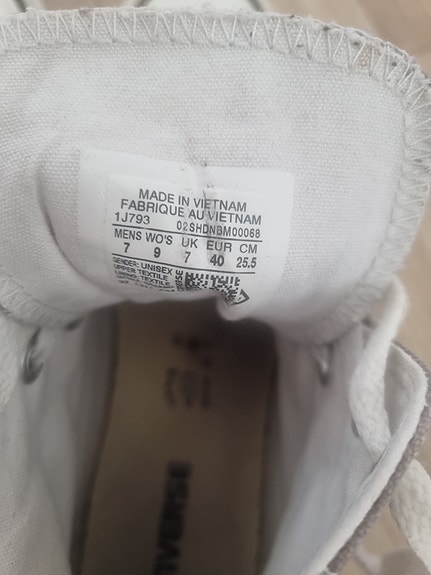 MADE IN VIETNAM
FABRIQUE AU VIETNAM
1J793 02SHDNBM00068
MENS WO'S UK EUR CM
7 9 7 40 25.5
GENDER: UNISEX
UPPER: TEXTILE
VERSE